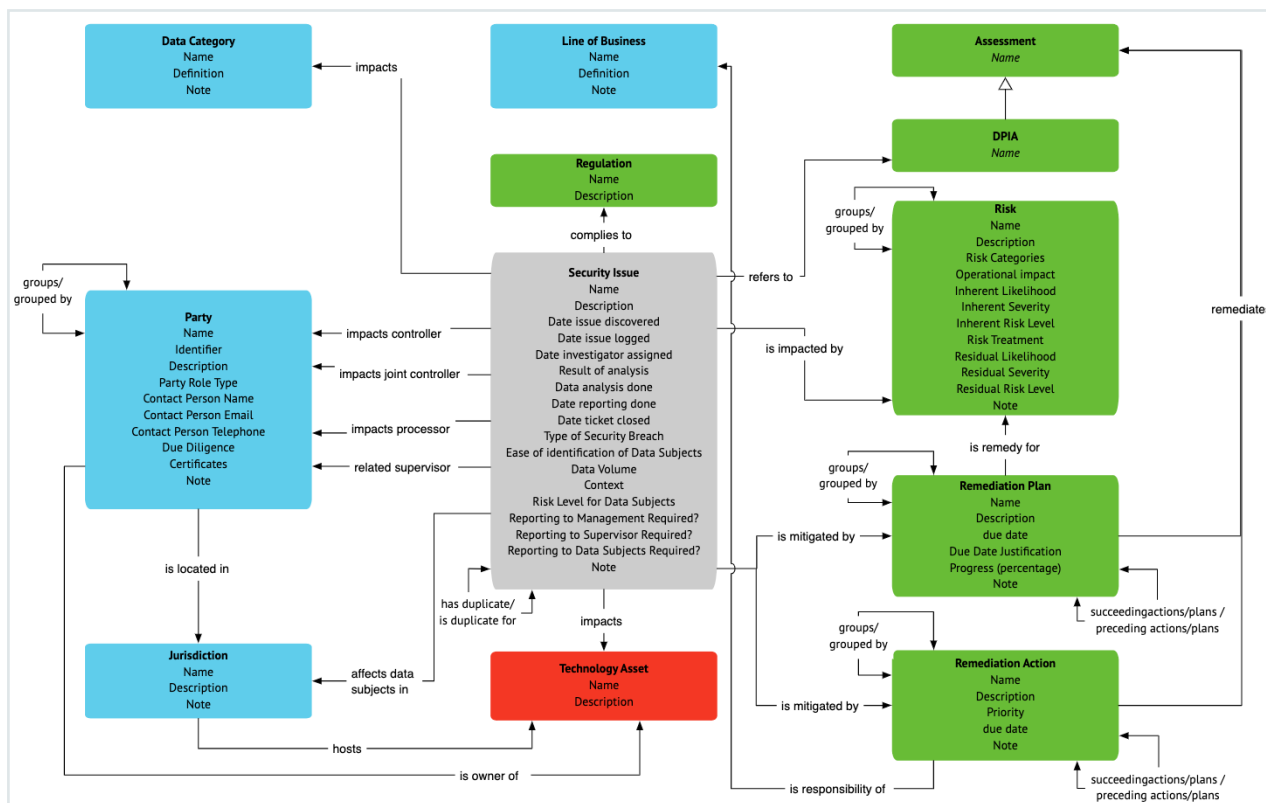 Data Category
Name
Definition
Note
impacts
Line of Business
Name
Definition
Note
Assessment
Name
DPIA
Name
Regulation
Name
Description
complies to
refers to
groups/
grouped by
Risk
Name
Description
Risk Categories
Operational impact
Inherent Likelihood
Inherent Severity
Inherent Risk Level
Risk Treatment
Residual Likelihood
Residual Severity
Residual Risk Level
Note
remediates
groups/
grouped by
Party
Name
Identifier
Description
Party Role Type
Contact Person Name
Contact Person Email
Contact Person Telephone
Due Diligence
Certificates
Note
impacts controller
impacts joint controller
impacts processor
related supervisor
Security Issue
Name
Description
Date issue discovered
Date issue logged
Date investigator assigned
Result of analysis
Data analysis done
Date reporting done
Date ticket closed
Type of Security Breach
Ease of identification of Data Subjects
Data Volume
Context
Risk Level for Data Subjects
Reporting to Management Required?
Reporting to Supervisor Required?
Reporting to Data Subjects Required?
Note
is impacted by
is remedy for
groups/
grouped by
Remediation Plan
Name
Description
due date
Due Date Justification
Progress (percentage)
Note
is mitigated by
succeedingactions/plans /
preceding actions/plans
is located in
has duplicate/
is duplicate for
impacts
groups/
grouped by
Jurisdiction
Name
Description
Note
affects data
subjects in
Technology Asset
Name
Description
Remediation Action
Name
Description
Priority
due date
Note
is mitigated by
hosts
is owner of
is responsibility of
succeedingactions/plans /
preceding actions/plans